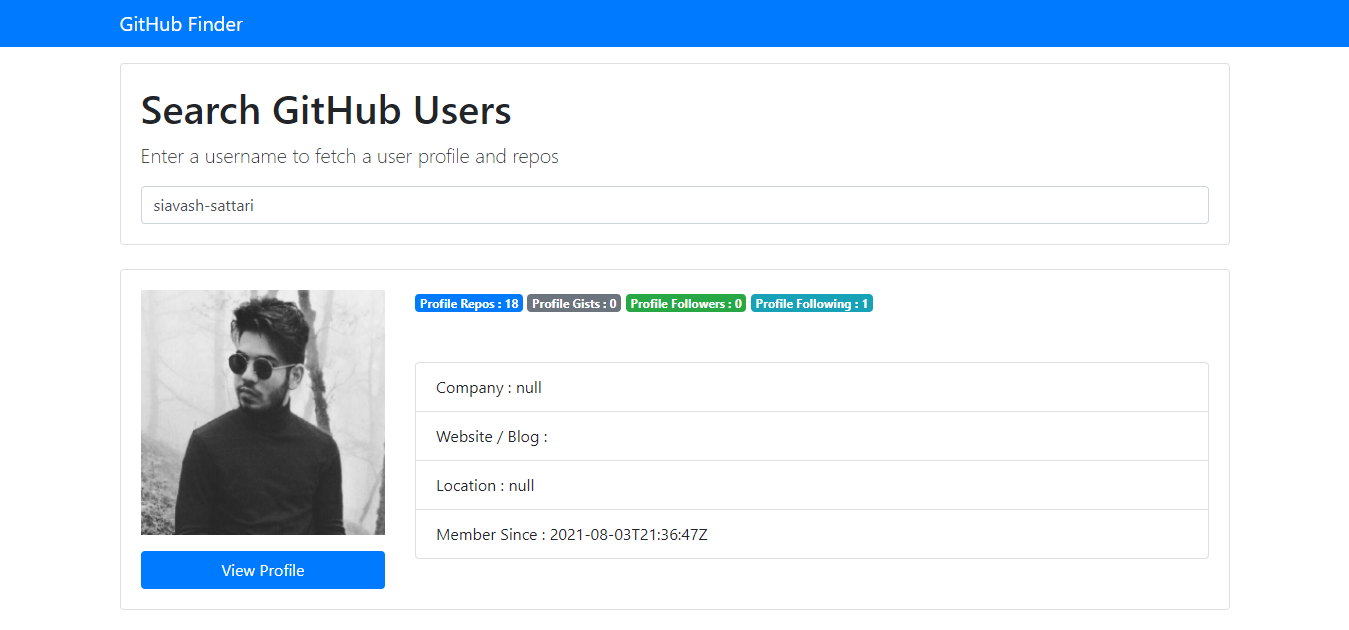 GitHub Finder
Search GitHub Users
Enter a username to fetch a user profile and repos
siavash-sattari
Profile Repos : 18 Profile Gists : 0 Profile Followers : 0 Profile Following : 1
Company : null
Website / Blog :
Location : null
Member Since : 2021-08-03T21:36:47Z
View Profile